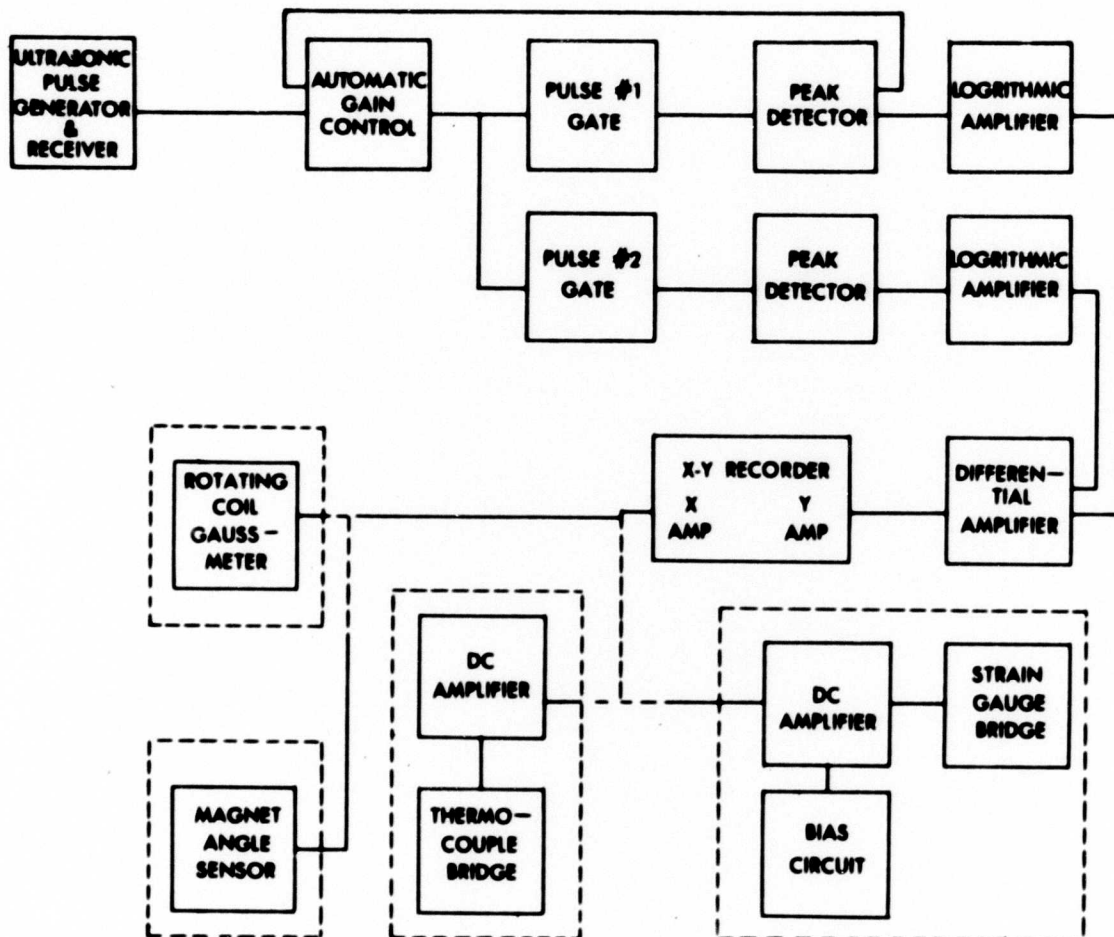 ULTRASONIC
PULSE
GENERATOR
&
RECEIVER
AUTOMATIC
GAIN
CONTROL
PULSE #1
GATE
PEAK
DETECTOR
LOGRITHMIC
AMPLIFIER
PULSE #2
GATE
PEAK
DETECTOR
LOGRITHMIC
AMPLIFIER
ROTATING
COIL
GAUSS-
METER
X-Y RECORDER
X Y
AMP AMP
DIFFEREN-
TIAL
AMPLIFIER
DC
AMPLIFIER
DC
AMPLIFIER
STRAIN
GAUGE
BRIDGE
MAGNET
ANGLE
SENSOR
THERMO-
COUPLE
BRIDGE
BIAS
CIRCUIT